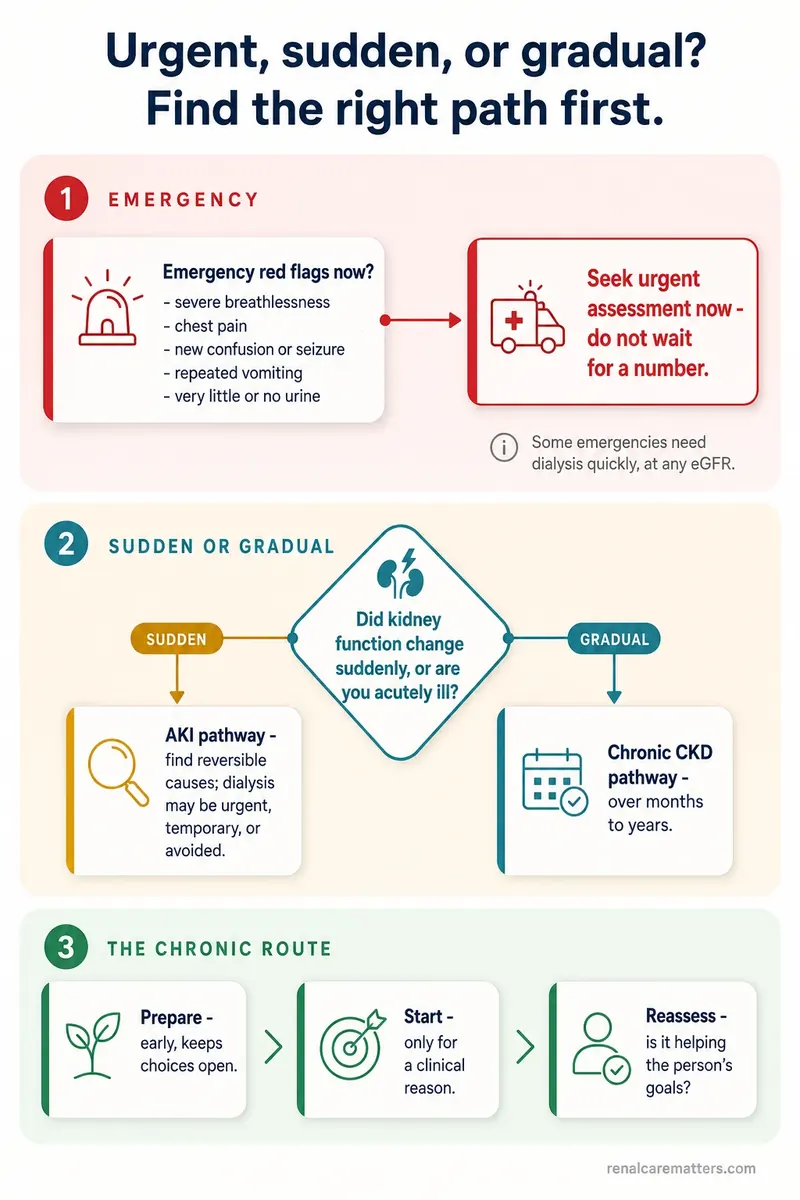 Urgent, sudden, or gradual?
Find the right path first.
1
EMERGENCY
Emergency red flags now?
- severe breathlessness
- chest pain
- new confusion or seizure
- repeated vomiting
- very little or no urine
Seek urgent
assessment now -
do not wait
for a number.
Some emergencies need
dialysis quickly, at any eGFR.
2
SUDDEN OR GRADUAL
Did kidney
function change
suddenly, or are
you acutely ill?
SUDDEN
GRADUAL
AKI pathway -
find reversible
causes; dialysis
may be urgent,
temporary, or
avoided.
Chronic CKD
pathway -
over months
to years.
3
THE CHRONIC ROUTE
Prepare -
early, keeps
choices open.
Start -
only for
a clinical
reason.
Reassess -
is it helping
the person's
goals?
renalcarematters.com